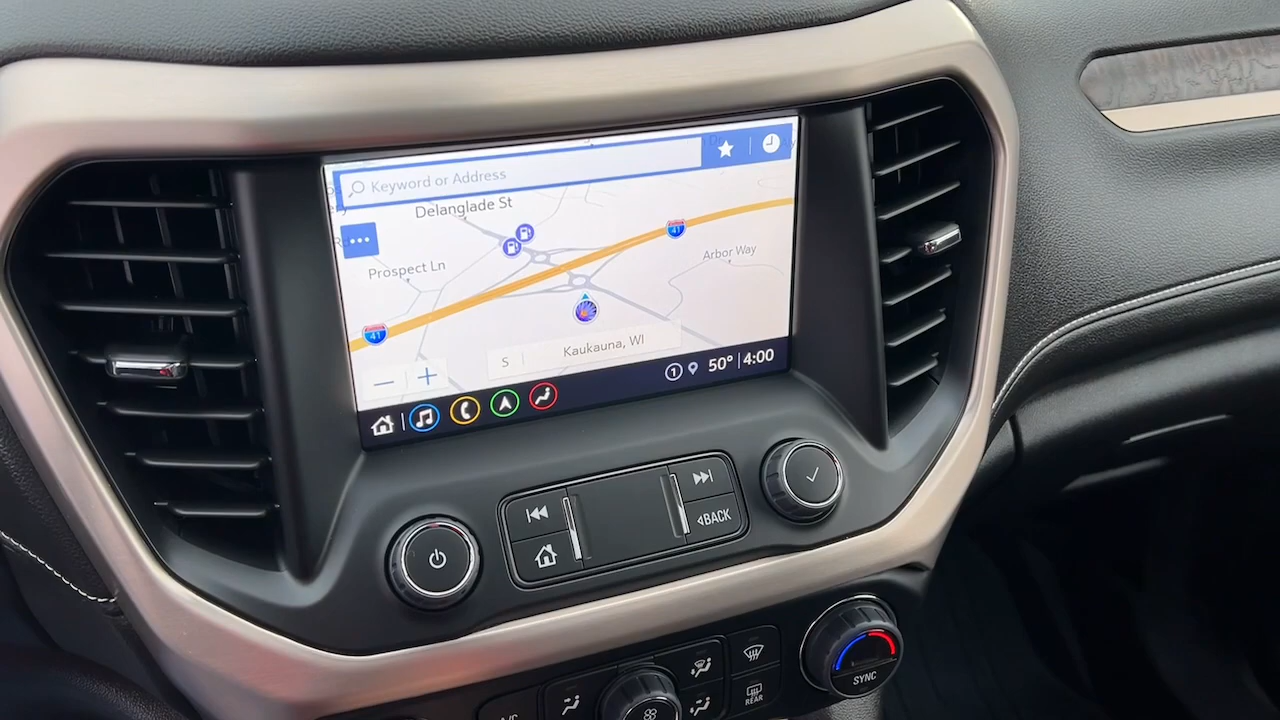 Keyword or Address
Delanglade St
41
Arbor Way
Prospect Ln
41
Kaukauna, WI
S
1 50° 4:00
BACK
SYNC
REAR
A/C